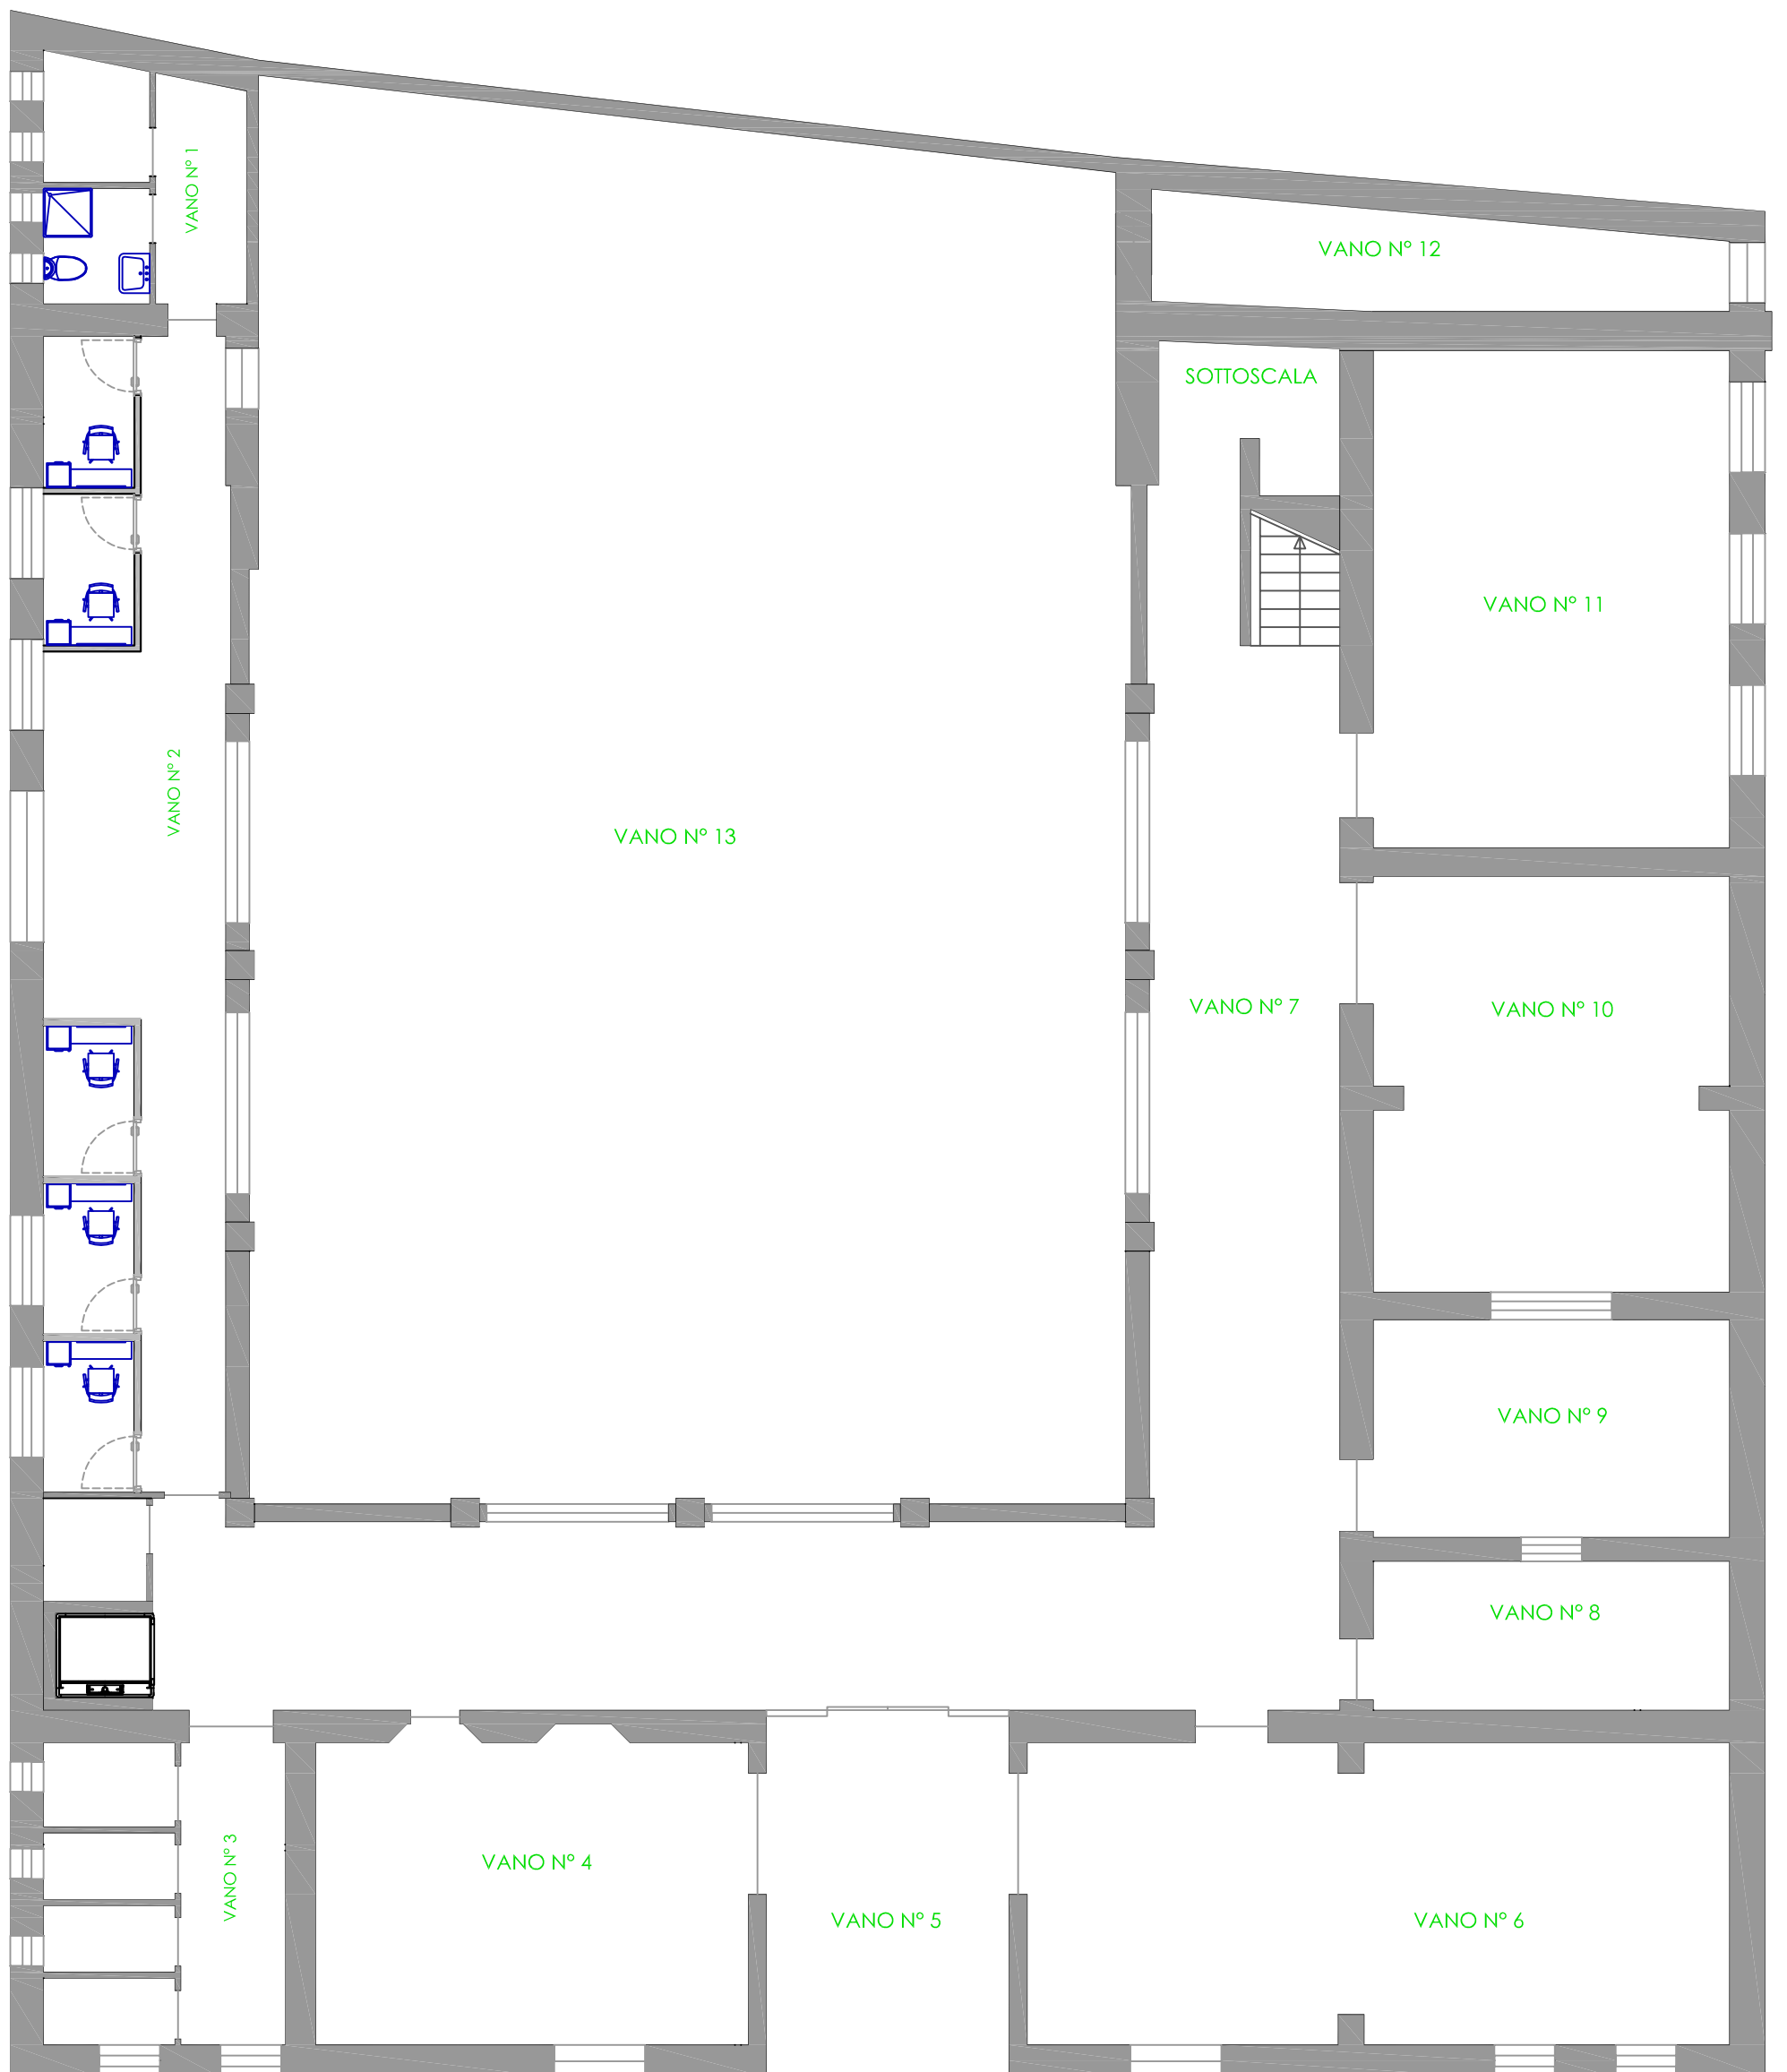 VANO N° 1
VANO N° 12
SOTTOSCALA
VANO N° 11
VANO N° 2
VANO N° 13
VANO N° 7
VANO N° 10
VANO N° 9
VANO N° 8
VANO N° 3
VANO N° 4
VANO N° 5
VANO N° 6